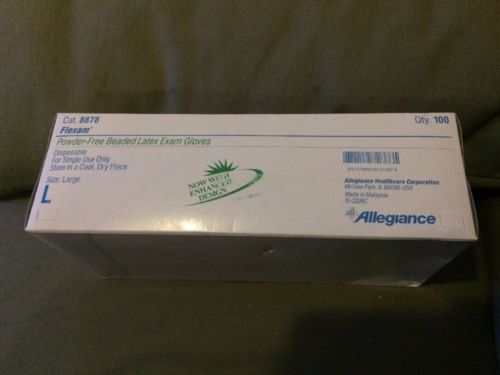 Cat. 8878
Qty. 100
Flexam®
Powder-Free Beaded Latex Exam Gloves
Disposable
For Single Use Only
Store in a Cool, Dry Place
Size: Large
L
NOW WITH
ENHANCED
DESIGN
Allegiance Healthcare Corporation
McGaw Park, IL 60085 USA
Made in Malaysia
Allegiance